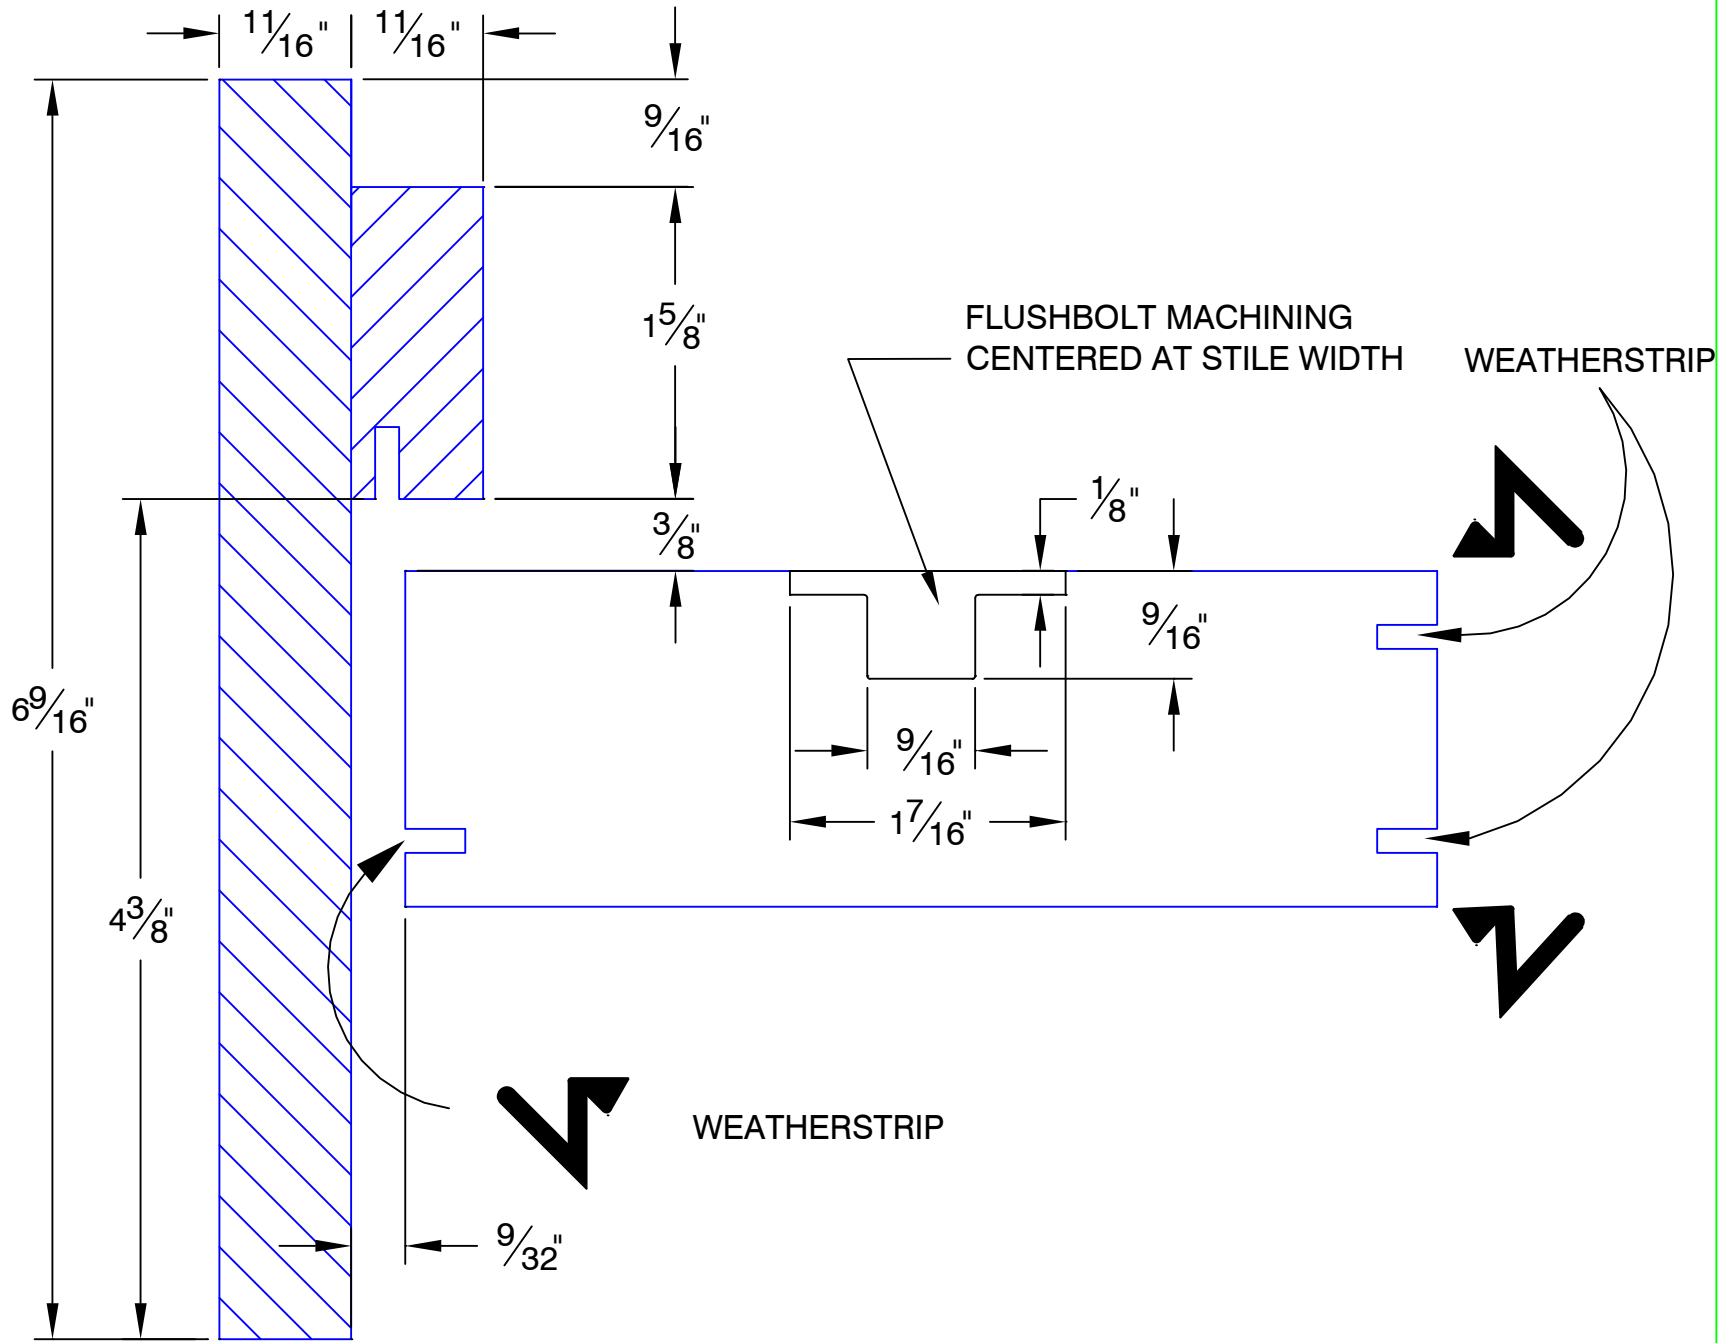 11/16" 11/16"
9/16"
1 5/8"
FLUSHBOLT MACHINING
CENTERED AT STILE WIDTH
WEATHERSTRIP
1/8"
3/8"
9/16"
6 9/16"
9/16"
1 7/16"
4 3/8"
WEATHERSTRIP
9/32"